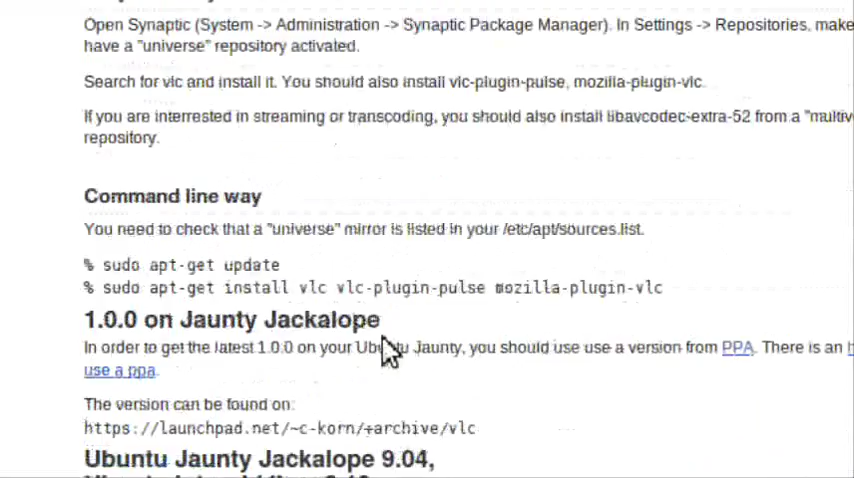 Open Synaptic (System -> Administration -> Synaptic Package Manager). In Settings -> Repositories, make
have a "universe" repository activated.
Search for vlc and install it. You should also install vlc-plugin-pulse, mozilla-plugin-vlc.
If you are interrested in streaming or transcoding, you should also install libavcodec-extra-52 from a "multiv
repository.
Command line way
You need to check that a "universe" mirror is listed in your /etc/apt/sources.list.
% sudo apt-get update
% sudo apt-get install vlc vlc-plugin-pulse mozilla-plugin-vlc
1.0.0 on Jaunty Jackalope
In order to get the latest 1.0.0 on your Ubuntu Jaunty, you should use use a version from PPA. There is an
use a ppa.
The version can be found on:
https://launchpad.net/~c-korn/+archive/vlc
Ubuntu Jaunty Jackalope 9.04,